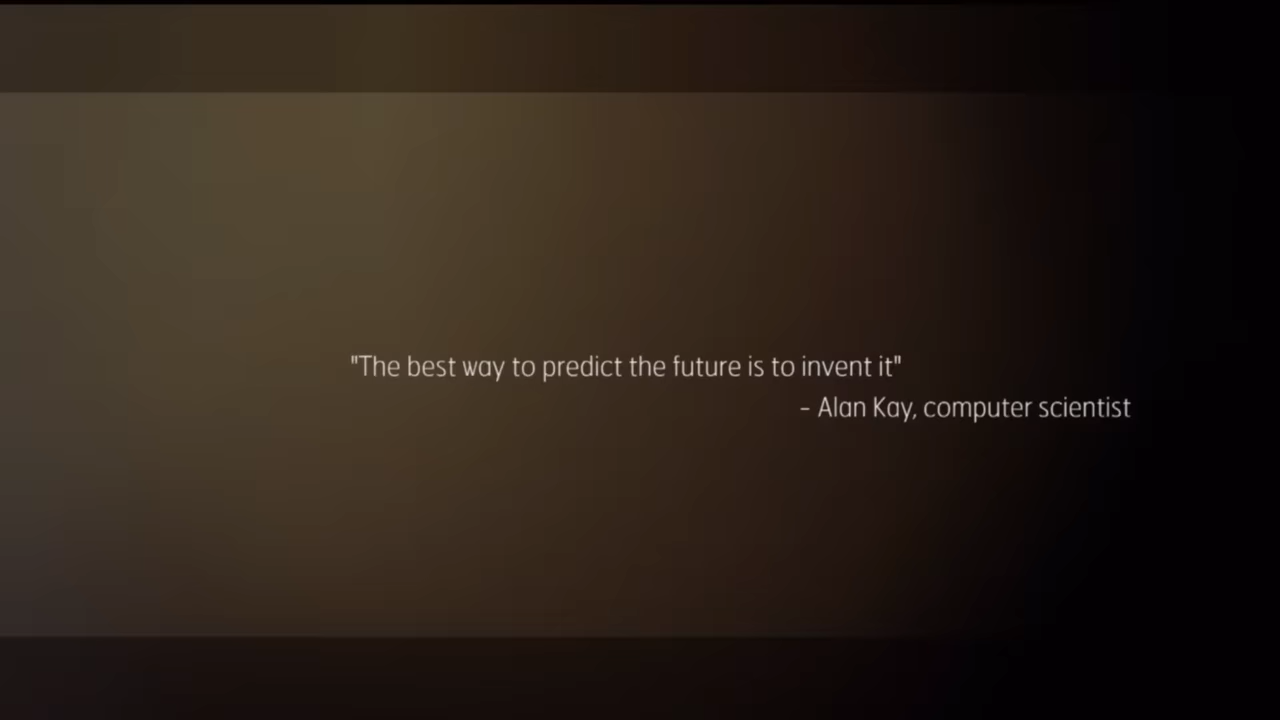 "The best way to predict the future is to invent it"
– Alan Kay, computer scientist